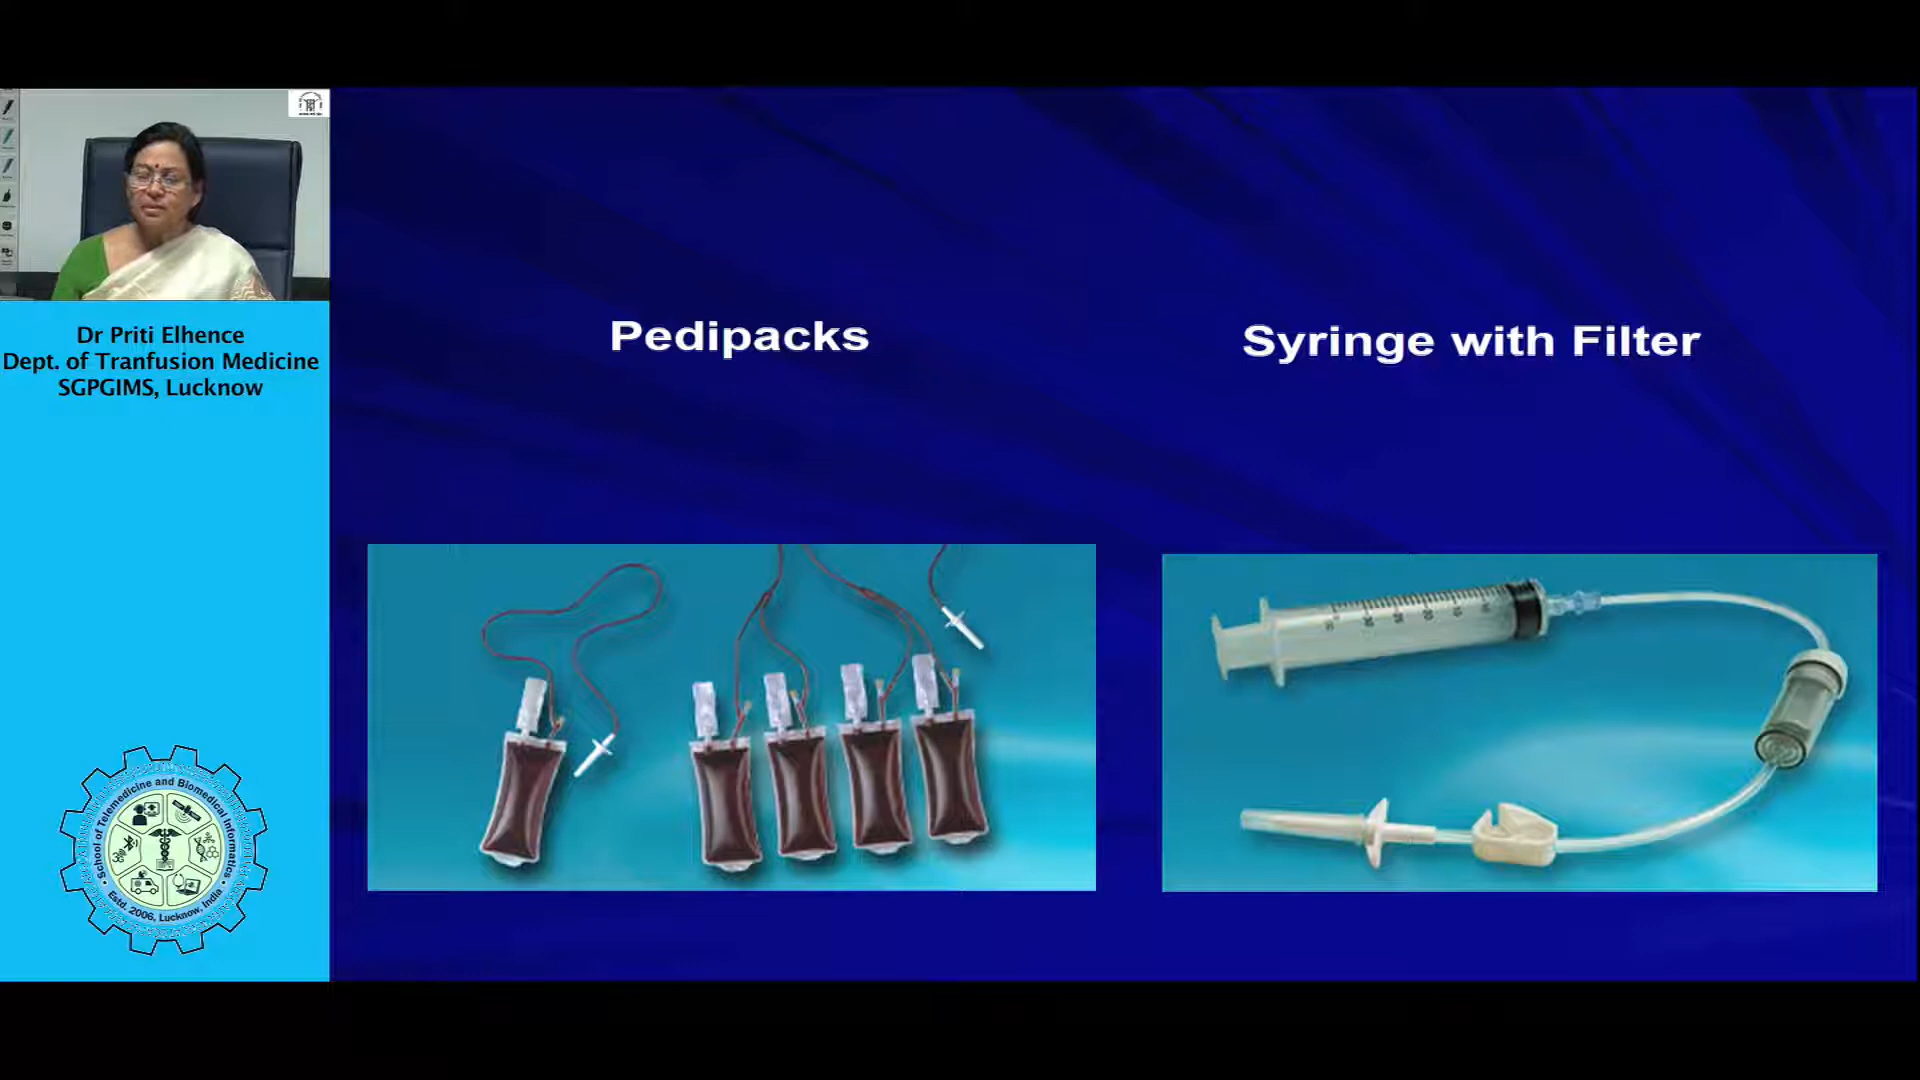 Dr Priti Elhence
Dept. of Tranfusion Medicine
SGPGIMS, Lucknow
Pedipacks
Syringe with Filter
School of Telemedicine and Biomedical Informatics
Estd. 2006, Lucknow, India